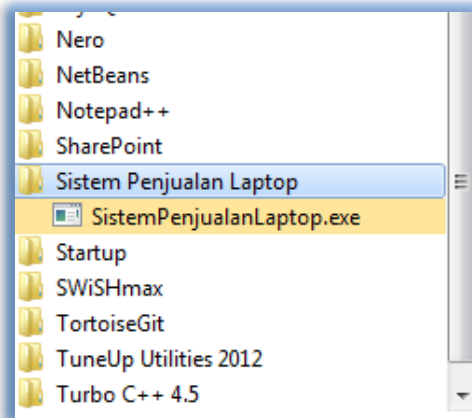 Nero
NetBeans
Notepad++
SharePoint
Sistem Penjualan Laptop
SistemPenjualanLaptop.exe
Startup
SWiSHmax
TortoiseGit
TuneUp Utilities 2012
Turbo C++ 4.5